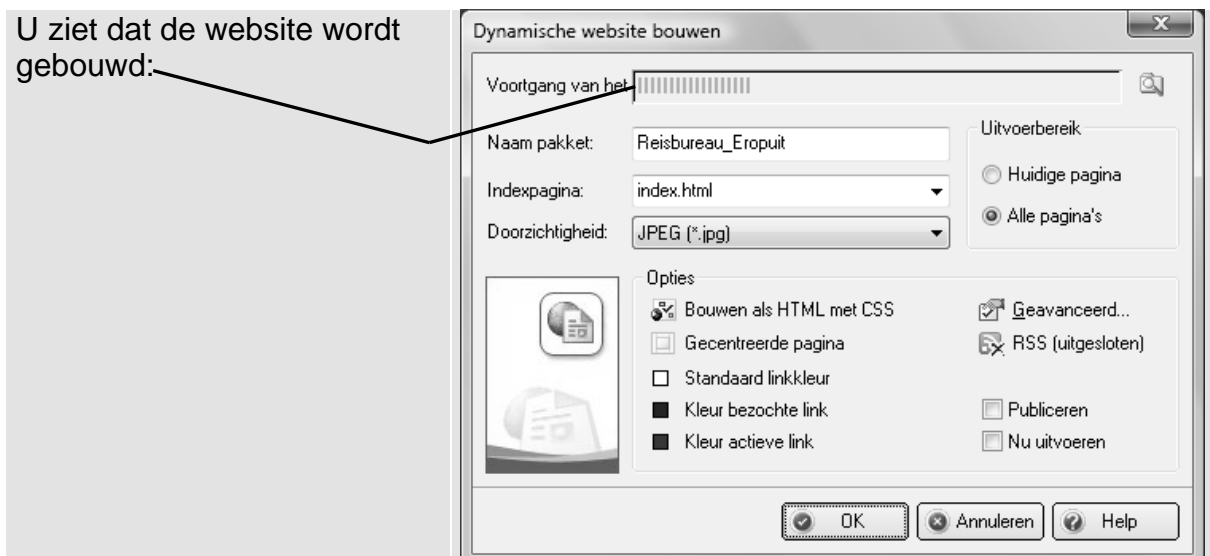 U ziet dat de website wordt
gebouwd:
Dynamische website bouwen
Voortgang van het
Naam pakket: Reisbureau_Eropuit
Indexpagina: index.html
Doorzichtigheid: JPEG (*.jpg)
Uitvoerbereik
Huidige pagina
Alle pagina's
Opties
Bouwen als HTML met CSS
Gecentreerde pagina
Standaard linkkleur
Kleur bezochte link
Kleur actieve link
Geavanceerd...
RSS (uitgesloten)
Publiceren
Nu uitvoeren
OK Annuleren Help